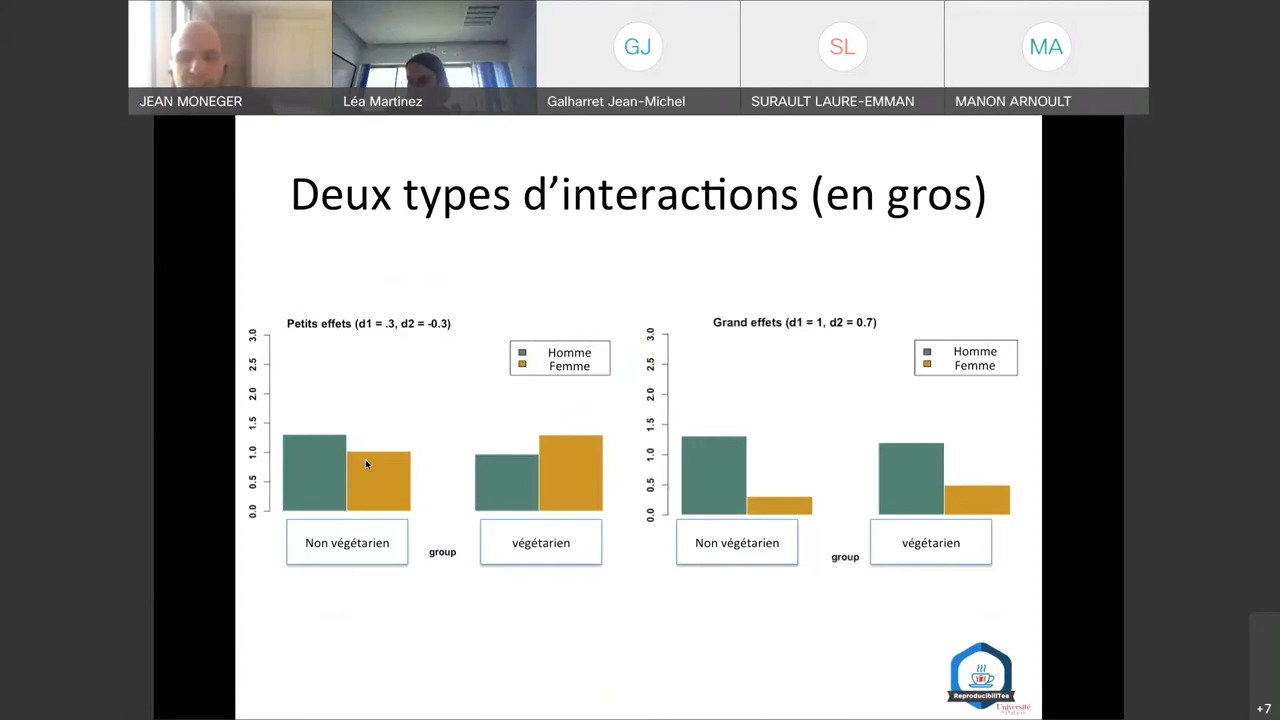 GJ
SL
MA
JEAN MONEGER
Léa Martinez
Galharret Jean-Michel
SURAULT LAURE-EMMAN
MANON ARNOULT
Deux types d’interactions (en gros)
Petits effets (d1 = .3, d2 = -0.3)
3.0
2.5
2.0
1.5
1.0
0.5
0.0
Homme
Femme
Non végétarien
group
végétarien
Grand effets (d1 = 1, d2 = 0.7)
3.0
2.5
2.0
1.5
1.0
0.5
0.0
Homme
Femme
Non végétarien
group
végétarien
ReproducibiliTea
Université
+7